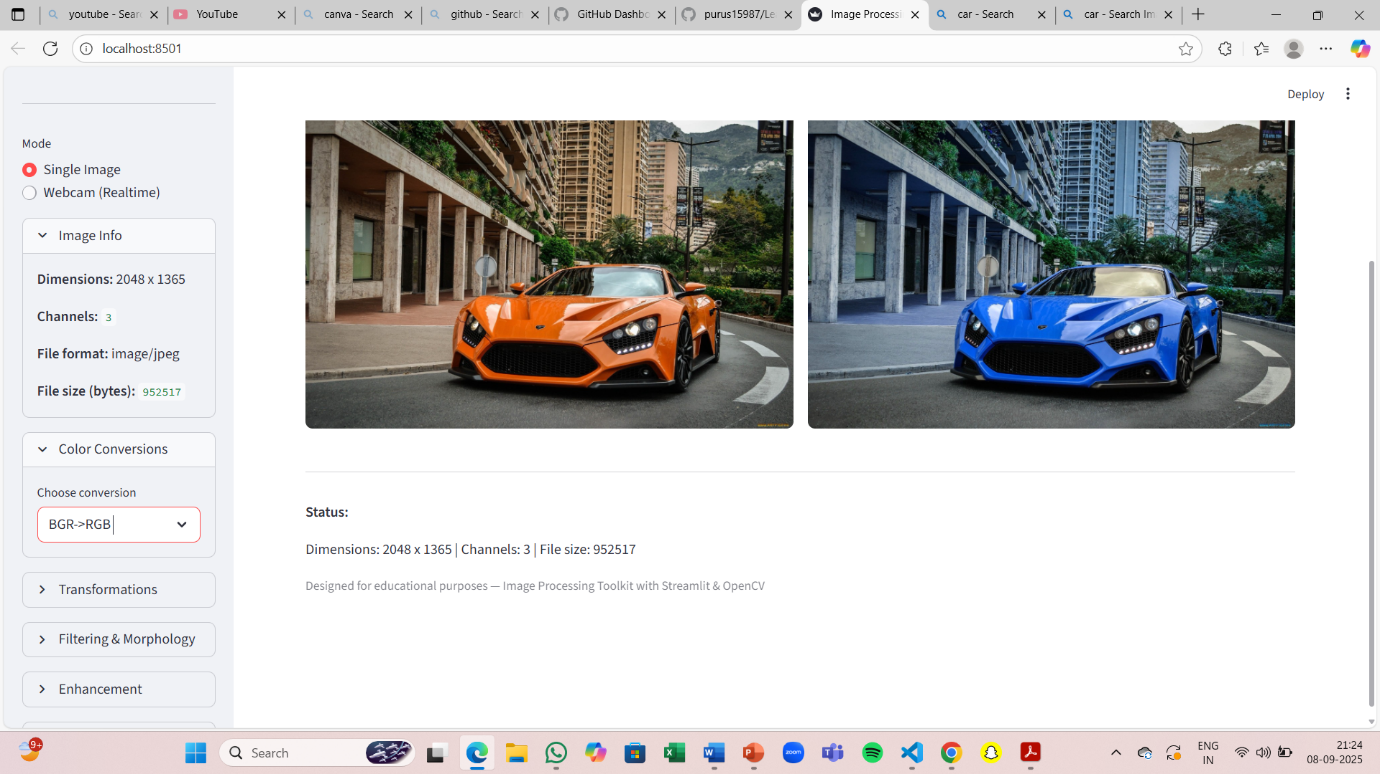 youtube - Sear
YouTube
canva - Search
github - Search
GitHub Dashbo
purus15987/Le
Image Processi
car - Search
car - Search Im
localhost:8501
Deploy
Mode
Single Image
Webcam (Realtime)
Image Info
Dimensions: 2048 x 1365
Channels: 3
File format: image/jpeg
File size (bytes): 952517
Color Conversions
Choose conversion
BGR->RGB
Transformations
Filtering & Morphology
Enhancement
Status:
Dimensions: 2048 x 1365 | Channels: 3 | File size: 952517
Designed for educational purposes — Image Processing Toolkit with Streamlit & OpenCV
9+
Search
zoom
ENG
IN
21:24
08-09-2025